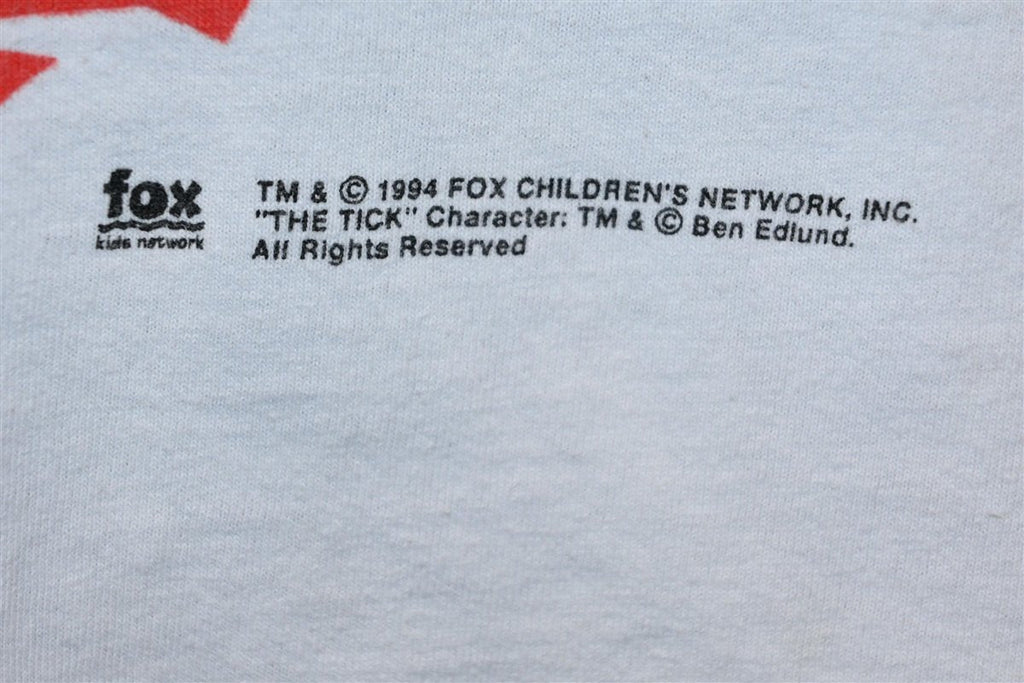 fox
kids network
TM & © 1994 FOX CHILDREN'S NETWORK, INC.
"THE TICK" Character: TM & © Ben Edlund.
All Rights Reserved